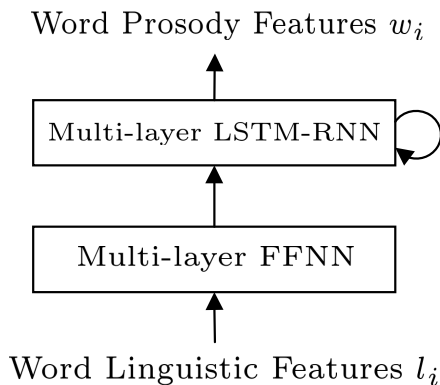 Word Prosody Features w_i
Multi-layer LSTM-RNN
Multi-layer FFNN
Word Linguistic Features l_i